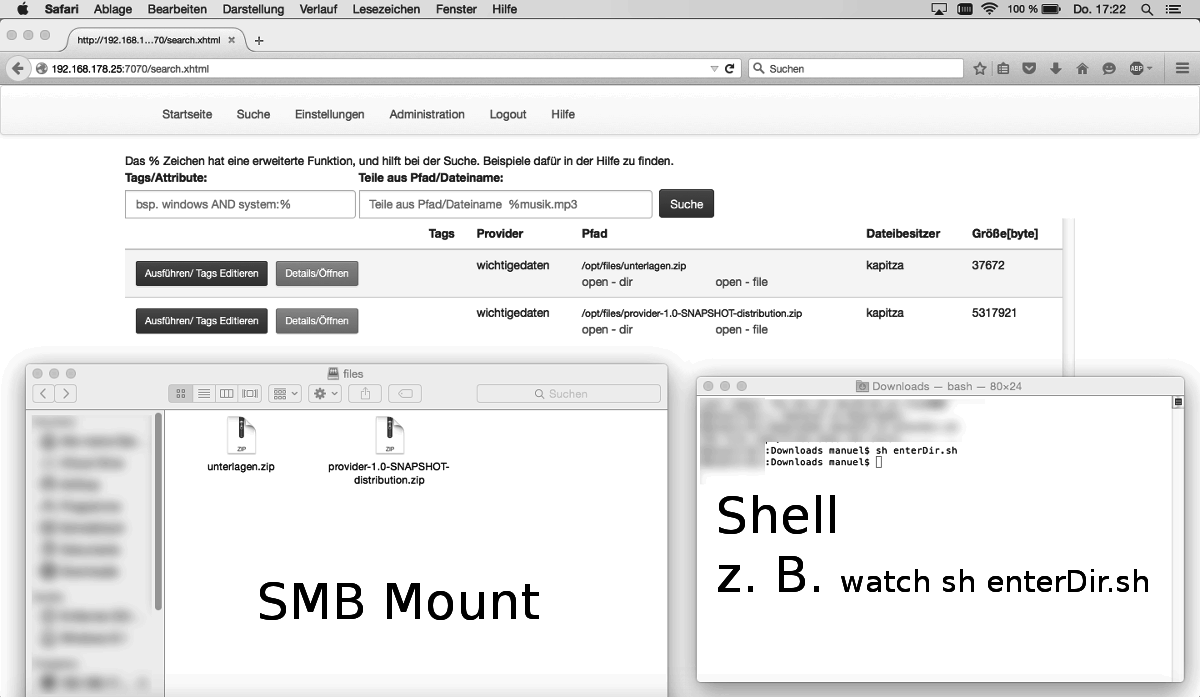 Safari Ablage Bearbeiten Darstellung Verlauf Lesezeichen Fenster Hilfe 100 % Do. 17:22
http://192.168.1...70/search.xhtml
192.168.178.25:7070/search.xhtml Suchen ABP
Startseite Suche Einstellungen Administration Logout Hilfe
Das % Zeichen hat eine erweiterte Funktion, und hilft bei der Suche. Beispiele dafür in der Hilfe zu finden.
Tags/Attribute: Teile aus Pfad/Dateiname:
bsp. windows AND system:% Teile aus Pfad/Dateiname %musik.mp3 Suche
Tags Provider Pfad Dateibesitzer Größe[byte]
Ausführen/ Tags Editieren Details/Öffnen wichtigedaten /opt/files/unterlagen.zip kapitza 37672
open - dir open - file
Ausführen/ Tags Editieren Details/Öffnen wichtigedaten /opt/files/provider-1.0-SNAPSHOT-distribution.zip kapitza 5317921
open - dir open - file
files
Suchen
ZIP ZIP
unterlagen.zip provider-1.0-SNAPSHOT-
distribution.zip
SMB Mount
Downloads — bash — 80×24
:Downloads manuel$ sh enterDir.sh
:Downloads manuel$
Shell
z. B. watch sh enterDir.sh